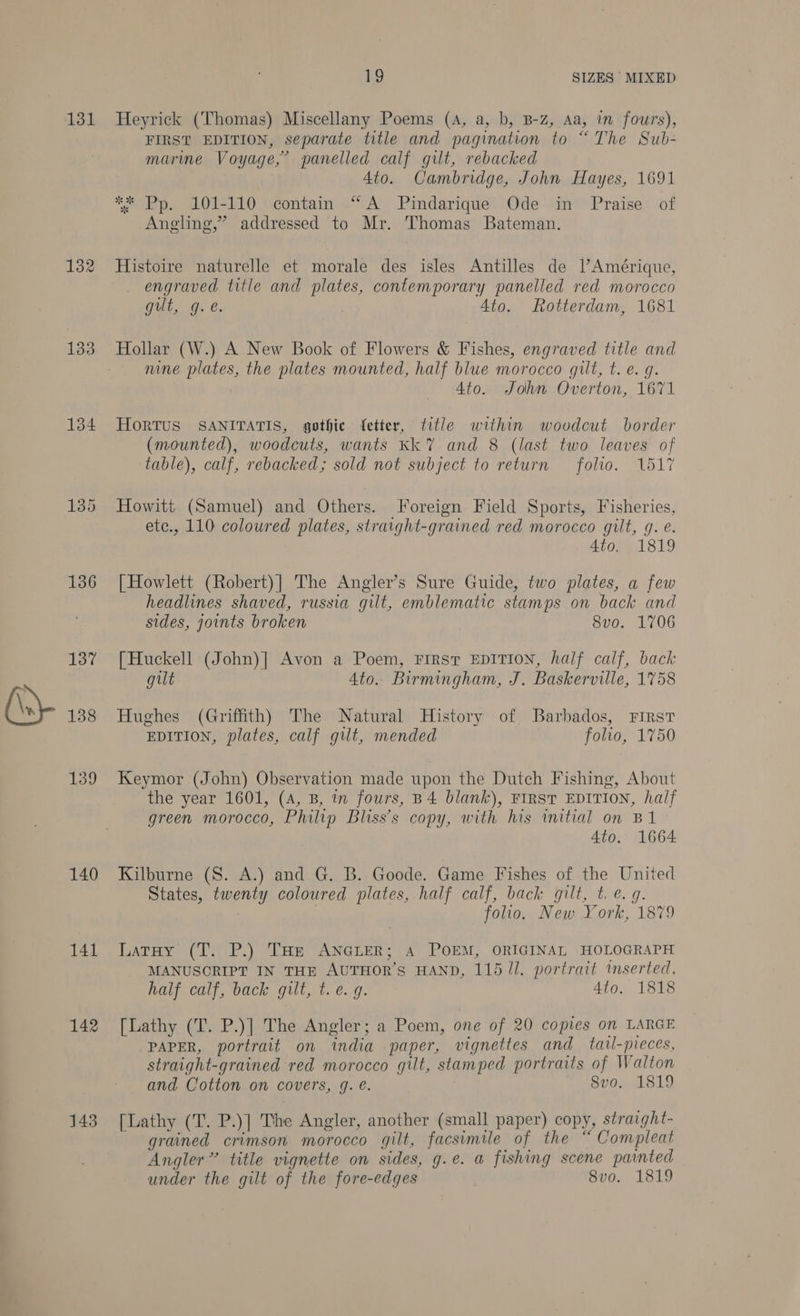 19 SIZES MIXED
131 Heyrick (Thomas) Miscellany Poems (A, a, b, B-Z, Aa, in fours),
FIRST EDITION, separate title and pagination to “The Sub-
marine Voyage,” panelled calf gilt, rebacked
4to. Cambridge, John Hayes, 1691
*** Pp. 101-110 contain “A Pindarique Ode in Praise of
Angling,” addressed to Mr. Thomas Bateman.
132 Histoire naturelle et morale des isles Antilles de l’Amérique,
engraved title and plates, contemporary panelled red morocco
gilt, g. e. 4to. Rotterdam, 1681
133 Hollar (W.) A New Book of Flowers & Fishes, engraved title and
nine plates, the plates mounted, half blue morocco gilt, t. e. g.
4to. John Overton, 1671
134 HORTUS SANITATIS, gothic letter, title within woodcut border
(mounted), woodcuts, wants Kk 7 and 8 (last two leaves of
table), calf, rebacked; sold not subject to return folio. 1517
135 Howitt (Samuel) and Others. Foreign Field Sports, Fisheries,
etc., 110 coloured plates, straight-grained red morocco gilt, g. e.
4to. 1819
136 [Howlett (Robert)] The Angler’s Sure Guide, two plates, a few
headlines shaved, russia gilt, emblematic stamps on back and
sides, joints broken 8vo. 1706
137 [Huckell (John)] Avon a Poem, FIRST EDITION, half calf, back
gilt 4to. Birmingham, J. Baskerville, 1758
138 Hughes (Griffith) The Natural History of Barbados, FIRST
EDITION, plates, calf gilt, mended folio, 1750
139 Keymor (John) Observation made upon the Dutch Fishing, About
the year 1601, (A, B, in fours, B 4 blank), FIRST EDITION, half
green morocco, Philip Bliss’s copy, with his initial on B1
4to. 1664
140 Kilburne (S. A.) and G. B. Goode. Game Fishes of the United
States, twenty coloured plates, half calf, back gilt, t. e. g.
folio. New York, 1879
141 LATHY (T. P.) THE ANGLER; A POEM, ORIGINAL HOLOGRAPH
MANUSCRIPT IN THE AUTHOR’S HAND, 115 ll. portrait inserted.
half calf, back gilt, t. e. g. 4to. 1818
142 [Lathy (T. P.)] The Angler; a Poem, one of 20 copies on LARGE
PAPER, portrait on india paper, vignettes and tail-pieces,
straight-grained red morocco gilt, stamped portraits of Walton
and Cotton on covers, g. e. 8vo. 1819
143 [Lathy (T. P.)] The Angler, another (small paper) copy, straight-
grained crimson morocco gilt, facsimile of the “Compleat
Angler” title vignette on sides, g. e. a fishing scene painted
under the gilt of the fore-edges 8vo. 1819